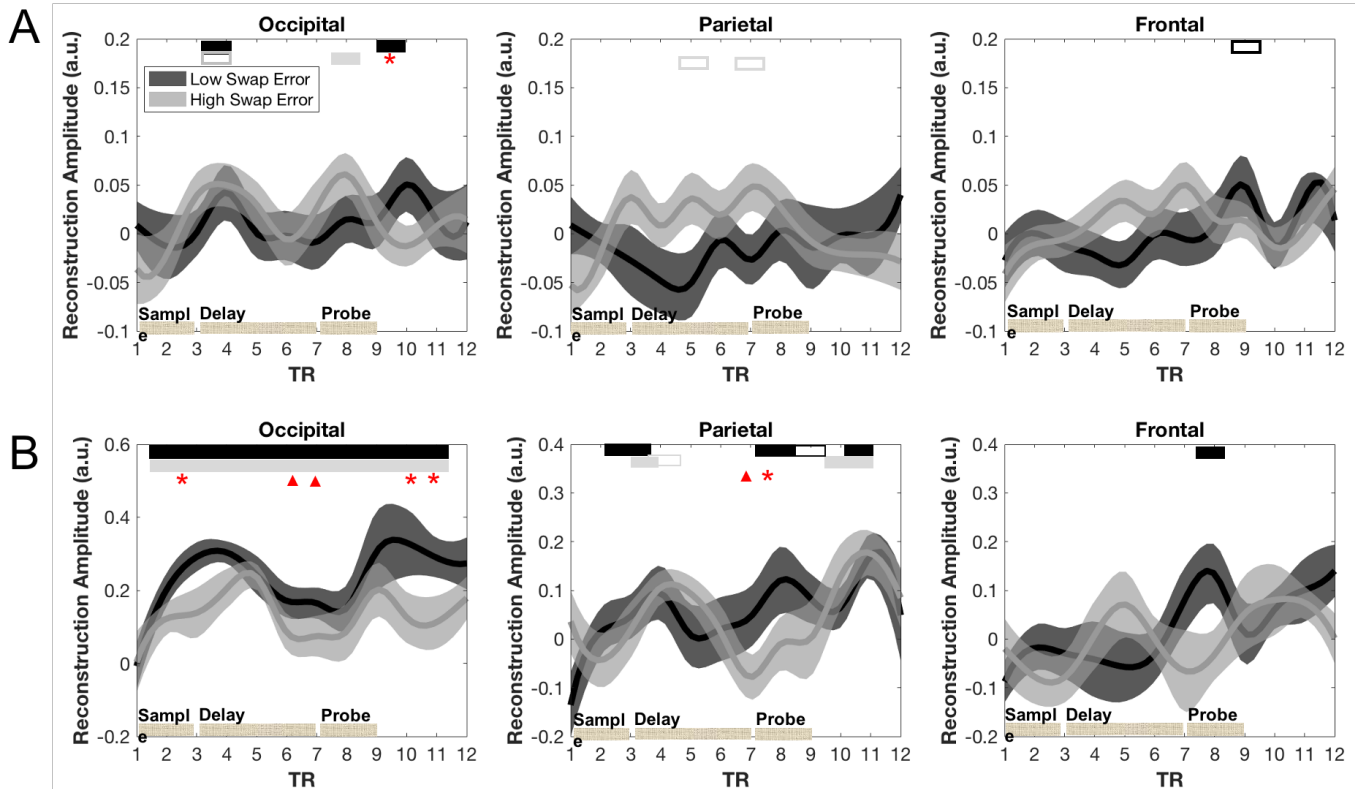 A
Occipital
Parietal
Frontal
Reconstruction Amplitude (a.u.)
0.2
0.15
0.1
0.05
0
-0.05
-0.1
*
Low Swap Error
High Swap Error
Sampl
e
Delay
Probe
1 2 3 4 5 6 7 8 9 10 11 12
TR
Reconstruction Amplitude (a.u.)
0.2
0.15
0.1
0.05
0
-0.05
-0.1
Sampl
e
Delay
Probe
1 2 3 4 5 6 7 8 9 10 11 12
TR
Reconstruction Amplitude (a.u.)
0.2
0.15
0.1
0.05
0
-0.05
-0.1
Sampl
e
Delay
Probe
1 2 3 4 5 6 7 8 9 10 11 12
TR
B
Occipital
Parietal
Frontal
Reconstruction Amplitude (a.u.)
0.6
0.4
0.2
0
-0.2
* ▲ ▲ * *
Sampl
e
Delay
Probe
1 2 3 4 5 6 7 8 9 10 11 12
TR
Reconstruction Amplitude (a.u.)
0.4
0.3
0.2
0.1
0
-0.1
-0.2
▲ *
Sampl
e
Delay
Probe
1 2 3 4 5 6 7 8 9 10 11 12
TR
Reconstruction Amplitude (a.u.)
0.4
0.3
0.2
0.1
0
-0.1
-0.2
Sampl
e
Delay
Probe
1 2 3 4 5 6 7 8 9 10 11 12
TR